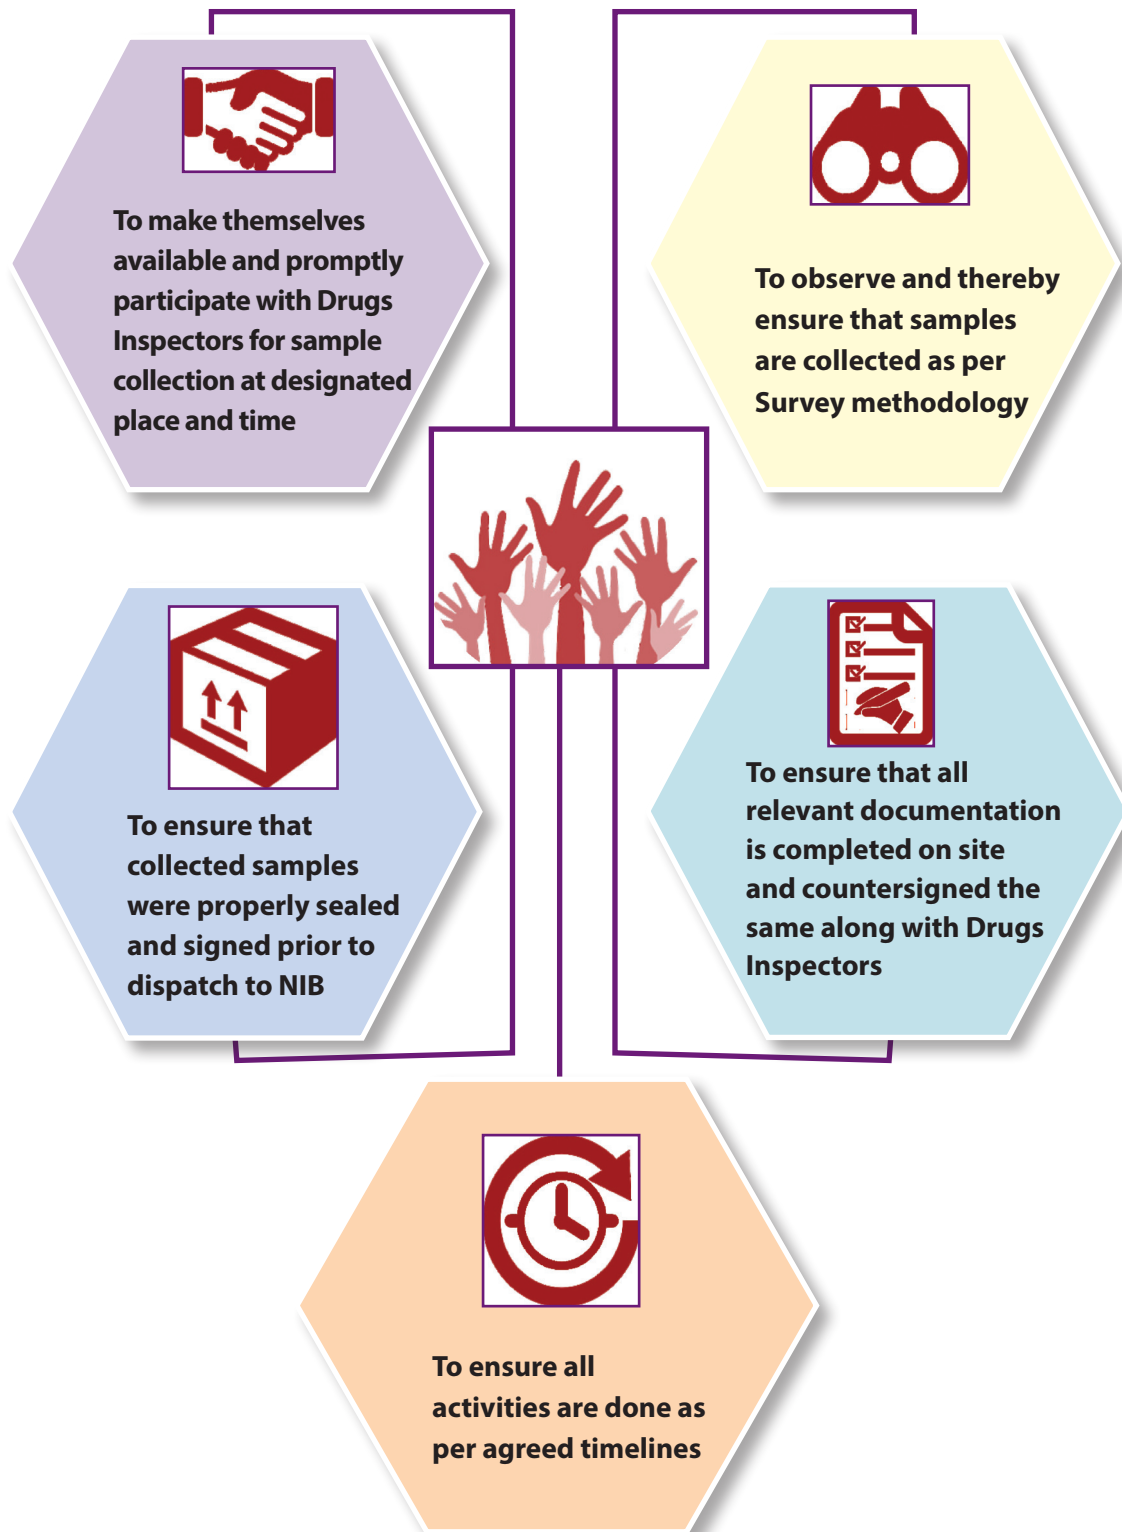 To make themselves
available and promptly
participate with Drugs
Inspectors for sample
collection at designated
place and time
To observe and thereby
ensure that samples
are collected as per
Survey methodology
To ensure that
collected samples
were properly sealed
and signed prior to
dispatch to NIB
To ensure that all
relevant documentation
is completed on site
and countersigned the
same along with Drugs
Inspectors
To ensure all
activities are done as
per agreed timelines